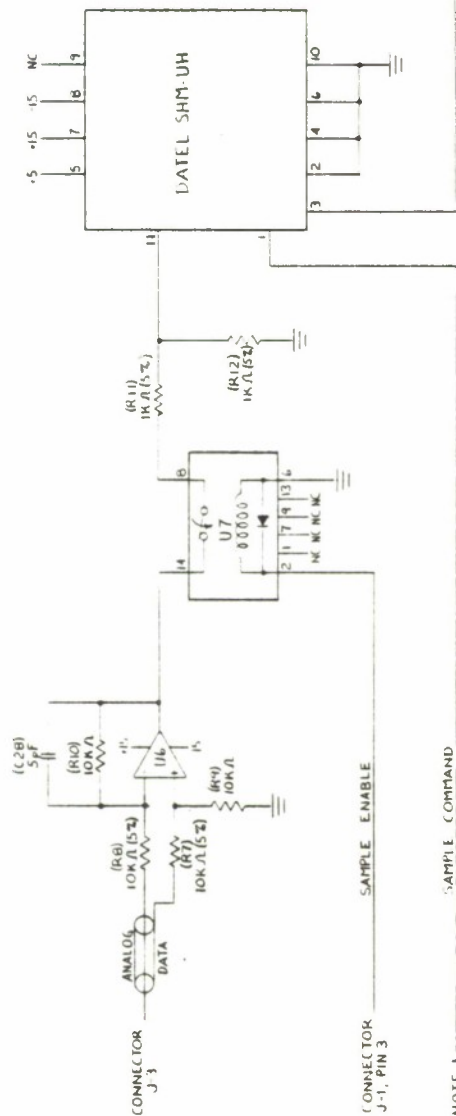 CONNECTOR
J-3
ANALOG
DATA
(R8)
10KΩ(5%)
(R7)
10KΩ(5%)
(C28)
5pF
(R10)
10KΩ
+15
U6
15
10KΩ
14
8
U7
2
1
7
9
13
6
NC
NC
NC
NC
(R11)
1KΩ(5%)
(R12)
1KΩ(5%)
+5
+15
-15
NC
5
7
8
9
11
DATEL SHM-UH
1
3
2
4
6
10
CONNECTOR
J-1, PIN 3
SAMPLE ENABLE
SAMPLE COMMAND